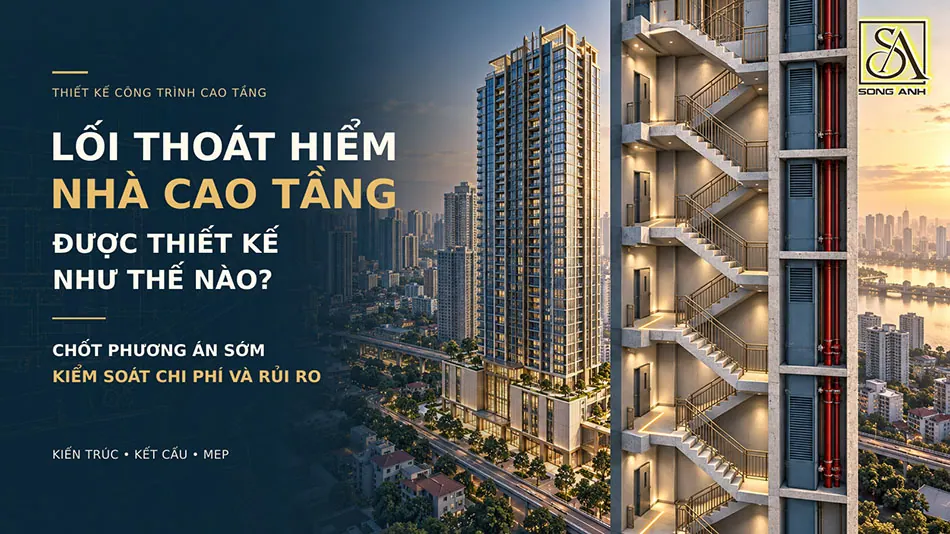 THIẾT KẾ CÔNG TRÌNH CAO TẦNG
LỐI THOÁT HIỂM
NHÀ CAO TẦNG
ĐƯỢC THIẾT KẾ
NHƯ THẾ NÀO?
CHỐT PHƯƠNG ÁN SỚM
KIỂM SOÁT CHI PHÍ VÀ RỦI RO
KIẾN TRÚC • KẾT CẤU • MEP
SA
SONG ANH